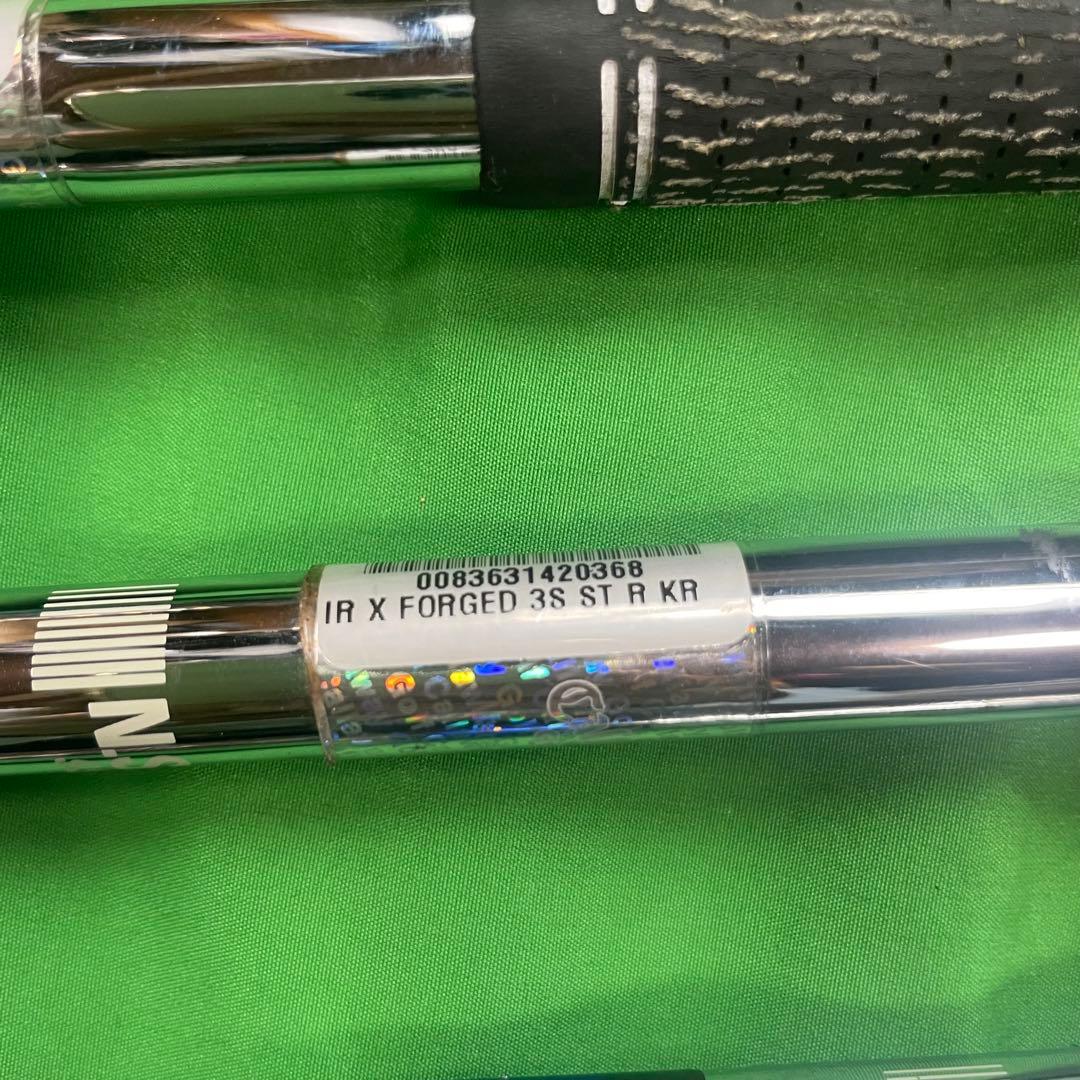 0083631420368
IR X FORGED 3S ST R KR
N.S